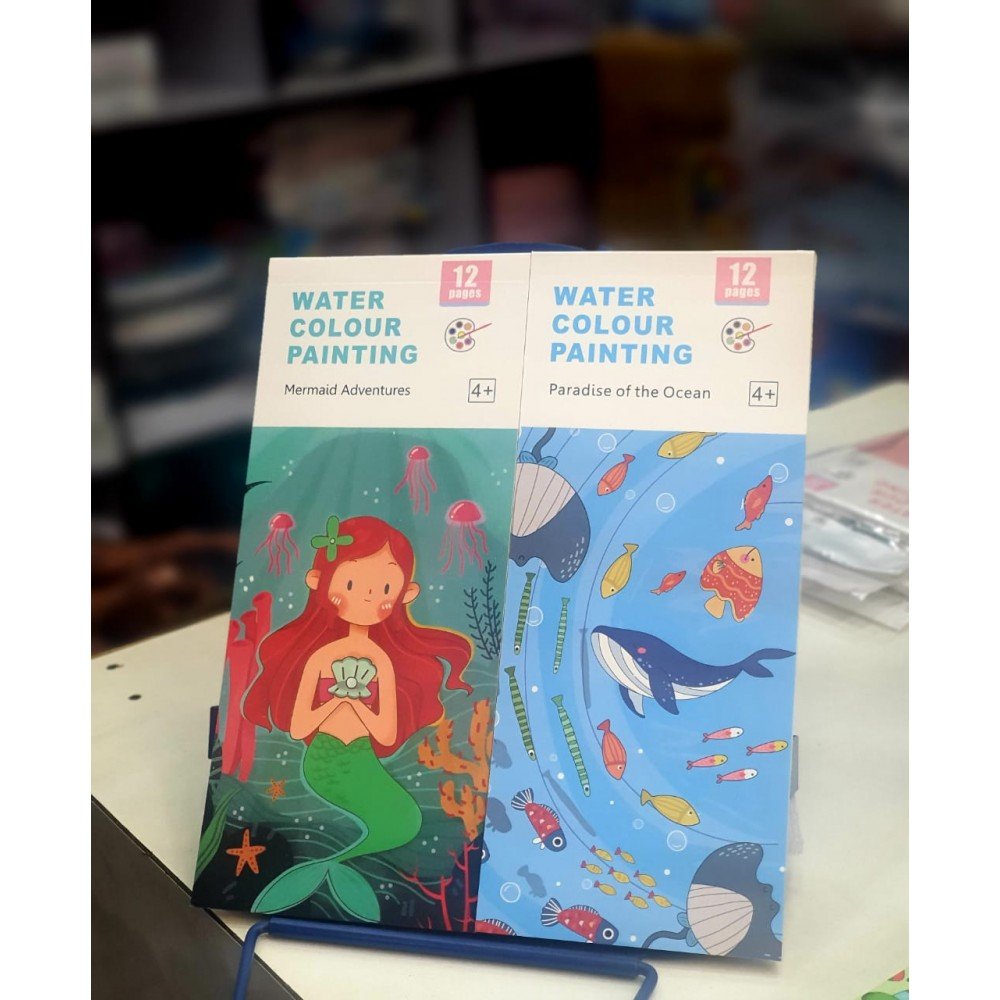 12
pages
WATER
COLOUR
PAINTING
Mermaid Adventures
4+
12
pages
WATER
COLOUR
PAINTING
Paradise of the Ocean
4+